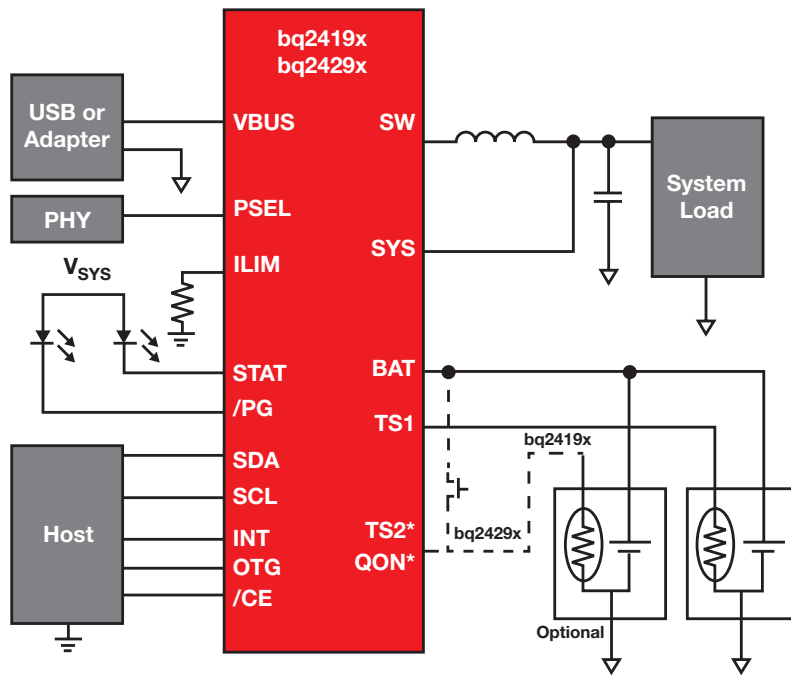 bq2419x
bq2429x
USB or
Adapter
VBUS
SW
PHY
PSEL
System
Load
SYS
V_SYS
ILIM
STAT
BAT
/PG
TS1
bq2419x
SDA
SCL
Host
INT
TS2*
bq2429x
OTG
QON*
/CE
Optional